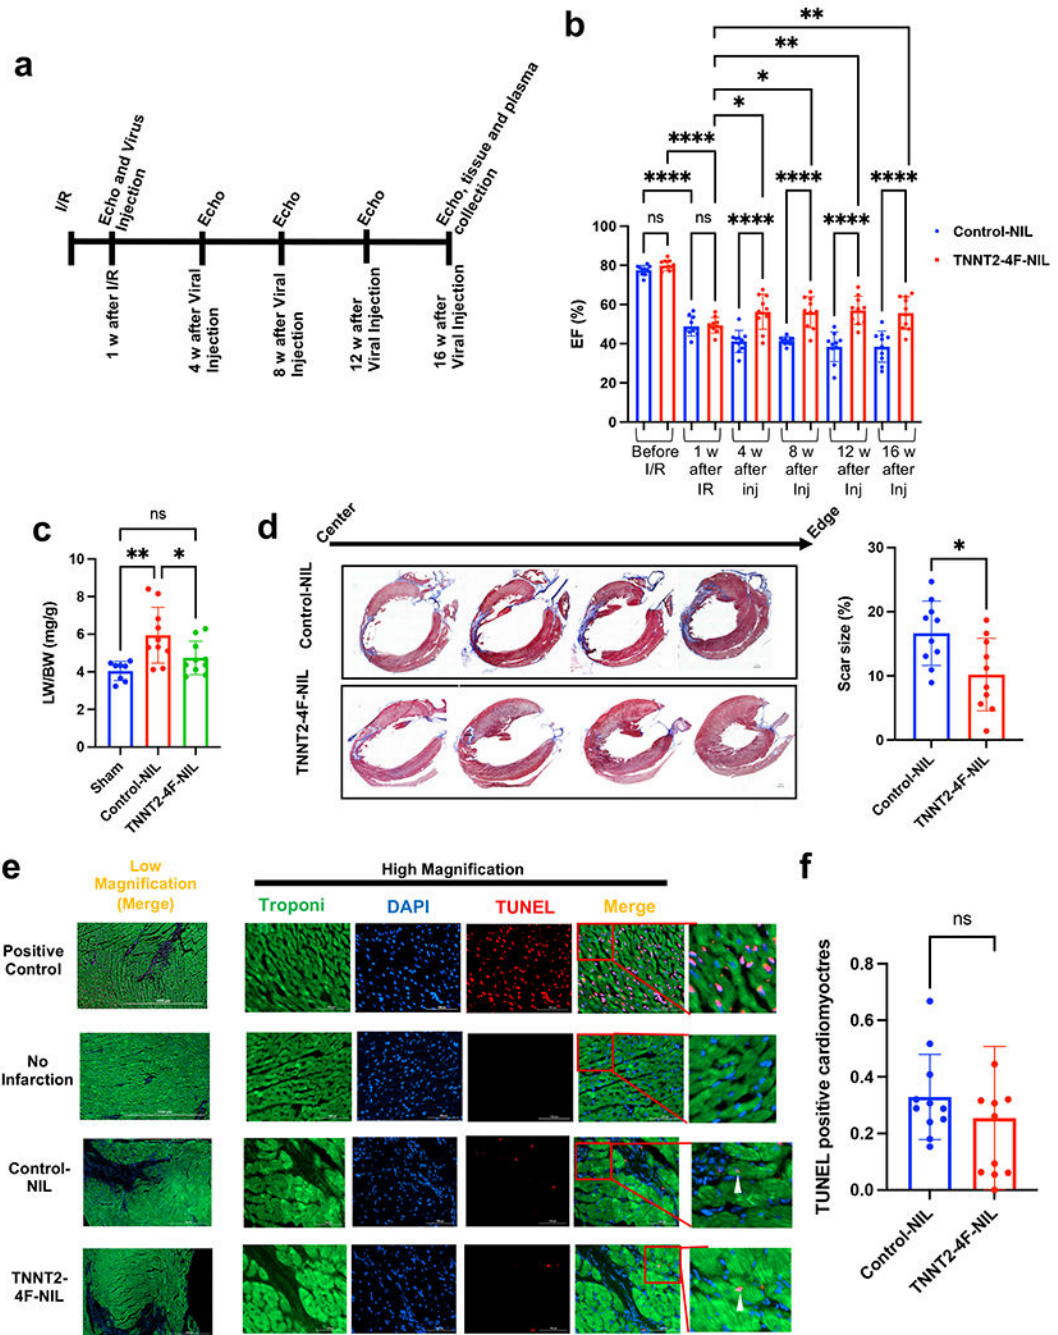 a
I/R
Echo and Virus
Injection
Echo
Echo
Echo
Echo, tissue and plasma
collection
1 w after I/R
4 w after Viral
Injection
8 w after Viral
Injection
12 w after
Viral Injection
16 w after
Viral Injection
b
**
**
*
*
****
****
****
****
****
****
ns
ns
100
80
60
40
20
0
EF (%)
Before
I/R
1 w
after
IR
4 w
after
inj
8 w
after
Inj
12 w
after
Inj
16 w
after
Inj
Control-NIL
TNNT2-4F-NIL
c
ns
**
*
10
8
6
4
2
0
LW/BW (mg/g)
Sham
Control-NIL
TNNT2-4F-NIL
d
Center
Edge
Control-NIL
TNNT2-4F-NIL
*
30
20
10
0
Scar size (%)
Control-NIL
TNNT2-4F-NIL
e
Low
Magnification
(Merge)
High Magnification
Troponi
DAPI
TUNEL
Merge
Positive
Control
No
Infarction
Control-
NIL
TNNT2-
4F-NIL
f
ns
0.8
0.6
0.4
0.2
0.0
TUNEL positive cardiomyoctres
Control-NIL
TNNT2-4F-NIL